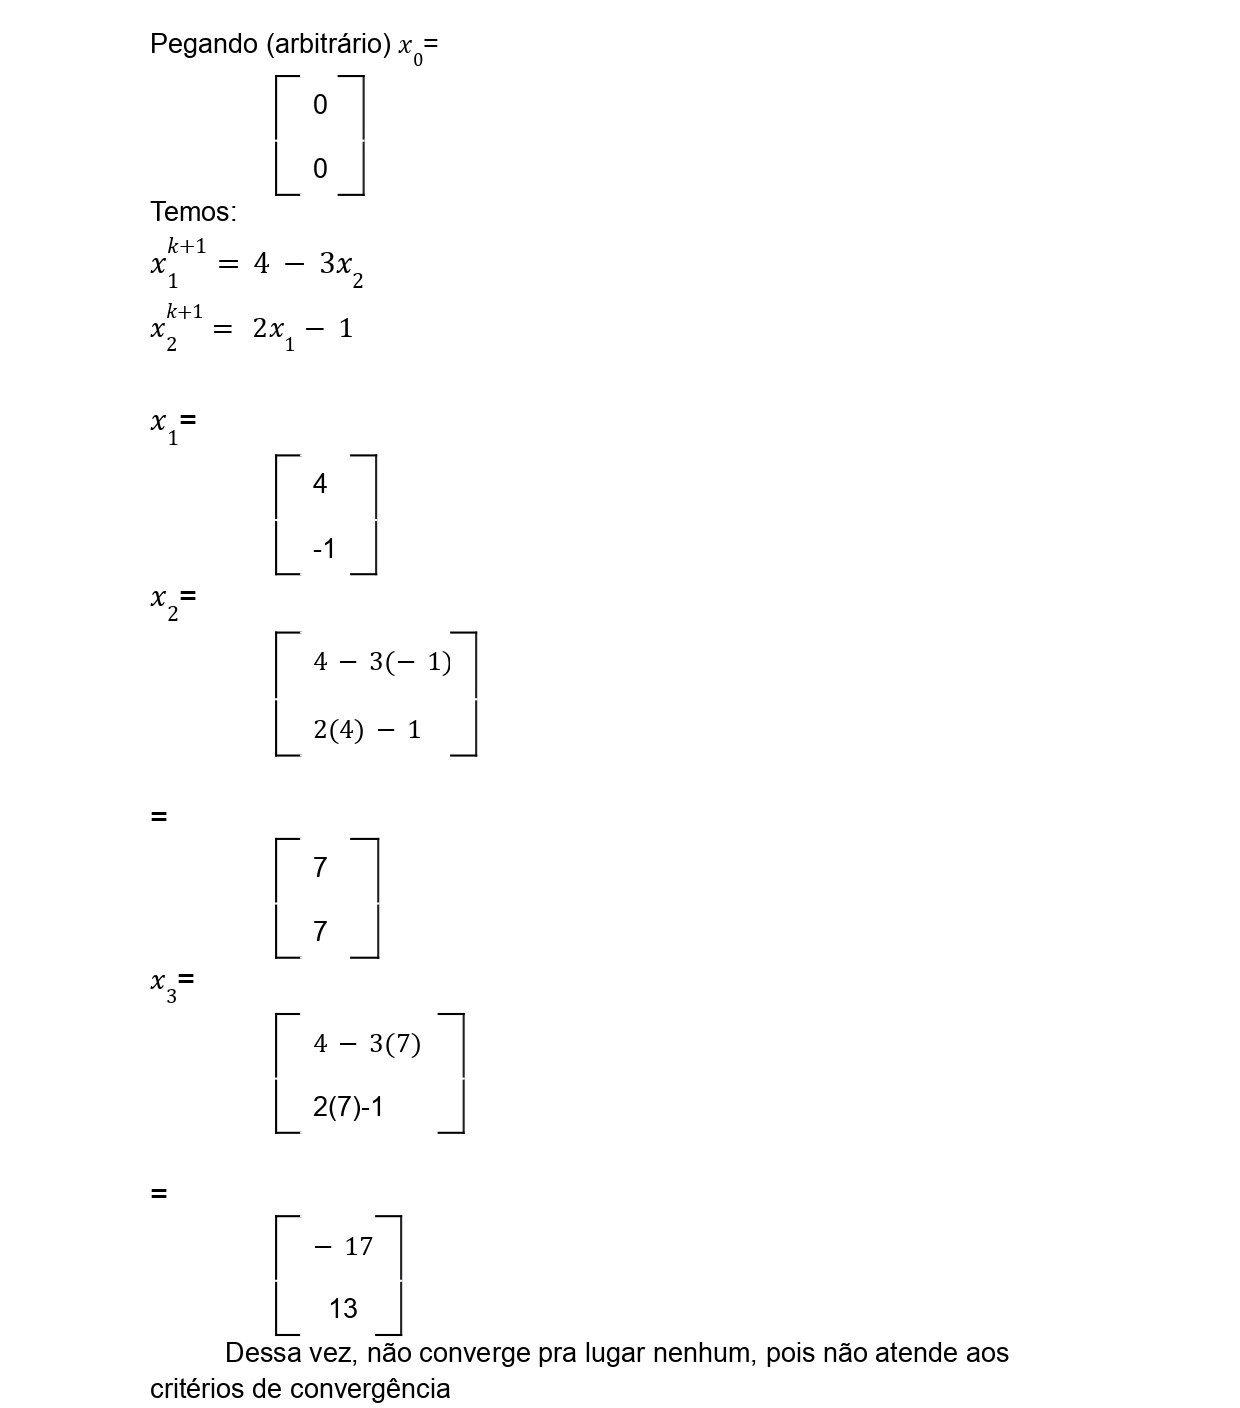 Pegando (arbitrário) x₀=
0
0
Temos:
x₁ᵏ⁺¹ = 4 − 3x₂
x₂ᵏ⁺¹ = 2x₁ − 1
x₁=
4
-1
x₂=
4 − 3(− 1)
2(4) − 1
=
7
7
x₃=
4 − 3(7)
2(7)-1
=
− 17
13
Dessa vez, não converge pra lugar nenhum, pois não atende aos
critérios de convergência